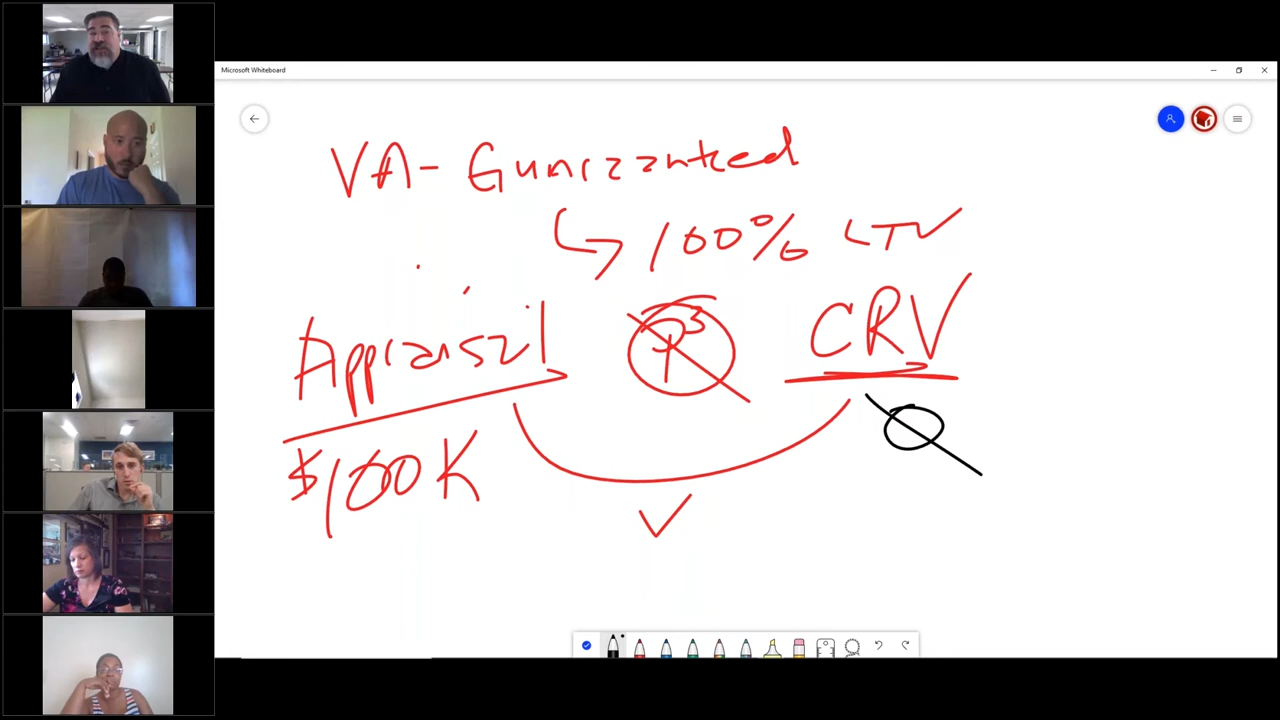 Microsoft Whiteboard
VA- Guaranteed
100% LTV
Appraisal CRV
$100K